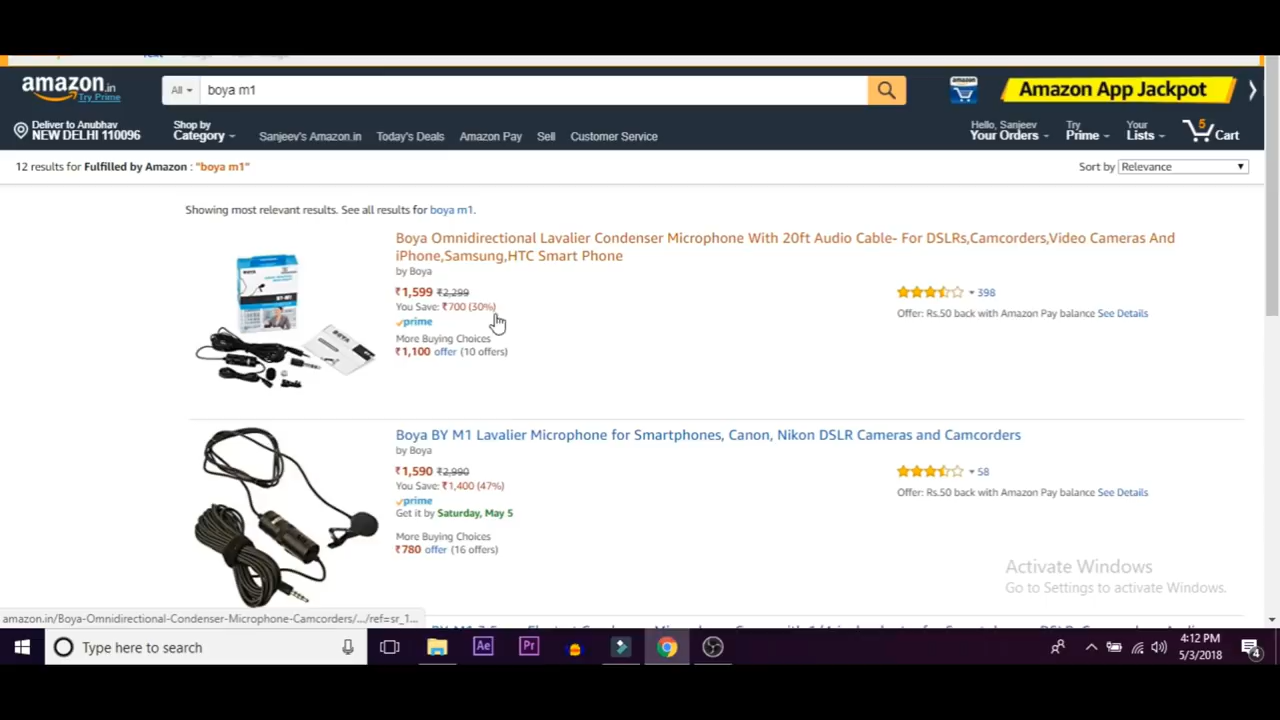 amazon.in
Try Prime
All
boya m1
amazon
Amazon App Jackpot
Deliver to Anubhav
NEW DELHI 110096
Shop by
Category
Sanjeev's Amazon.in
Today's Deals
Amazon Pay
Sell
Customer Service
Hello, Sanjeev
Your Orders
Try
Prime
Your
Lists
5
Cart
12 results for Fulfilled by Amazon : "boya m1"
Sort by Relevance
Showing most relevant results. See all results for boya m1.
Boya Omnidirectional Lavalier Condenser Microphone With 20ft Audio Cable- For DSLRs,Camcorders,Video Cameras And
iPhone,Samsung,HTC Smart Phone
by Boya
₹1,599 ₹2,299
You Save: ₹700 (30%)
prime
More Buying Choices
₹1,100 offer (10 offers)
398
Offer: Rs.50 back with Amazon Pay balance See Details
BOYA
BY-M1
BOYA
Boya BY M1 Lavalier Microphone for Smartphones, Canon, Nikon DSLR Cameras and Camcorders
by Boya
₹1,590 ₹2,990
You Save: ₹1,400 (47%)
prime
Get it by Saturday, May 5
More Buying Choices
₹780 offer (16 offers)
58
Offer: Rs.50 back with Amazon Pay balance See Details
Activate Windows
Go to Settings to activate Windows.
amazon.in/Boya-Omnidirectional-Condenser-Microphone-Camcorders/.../ref=sr_1...
Type here to search
Ae
Pr
4:12 PM
5/3/2018
4